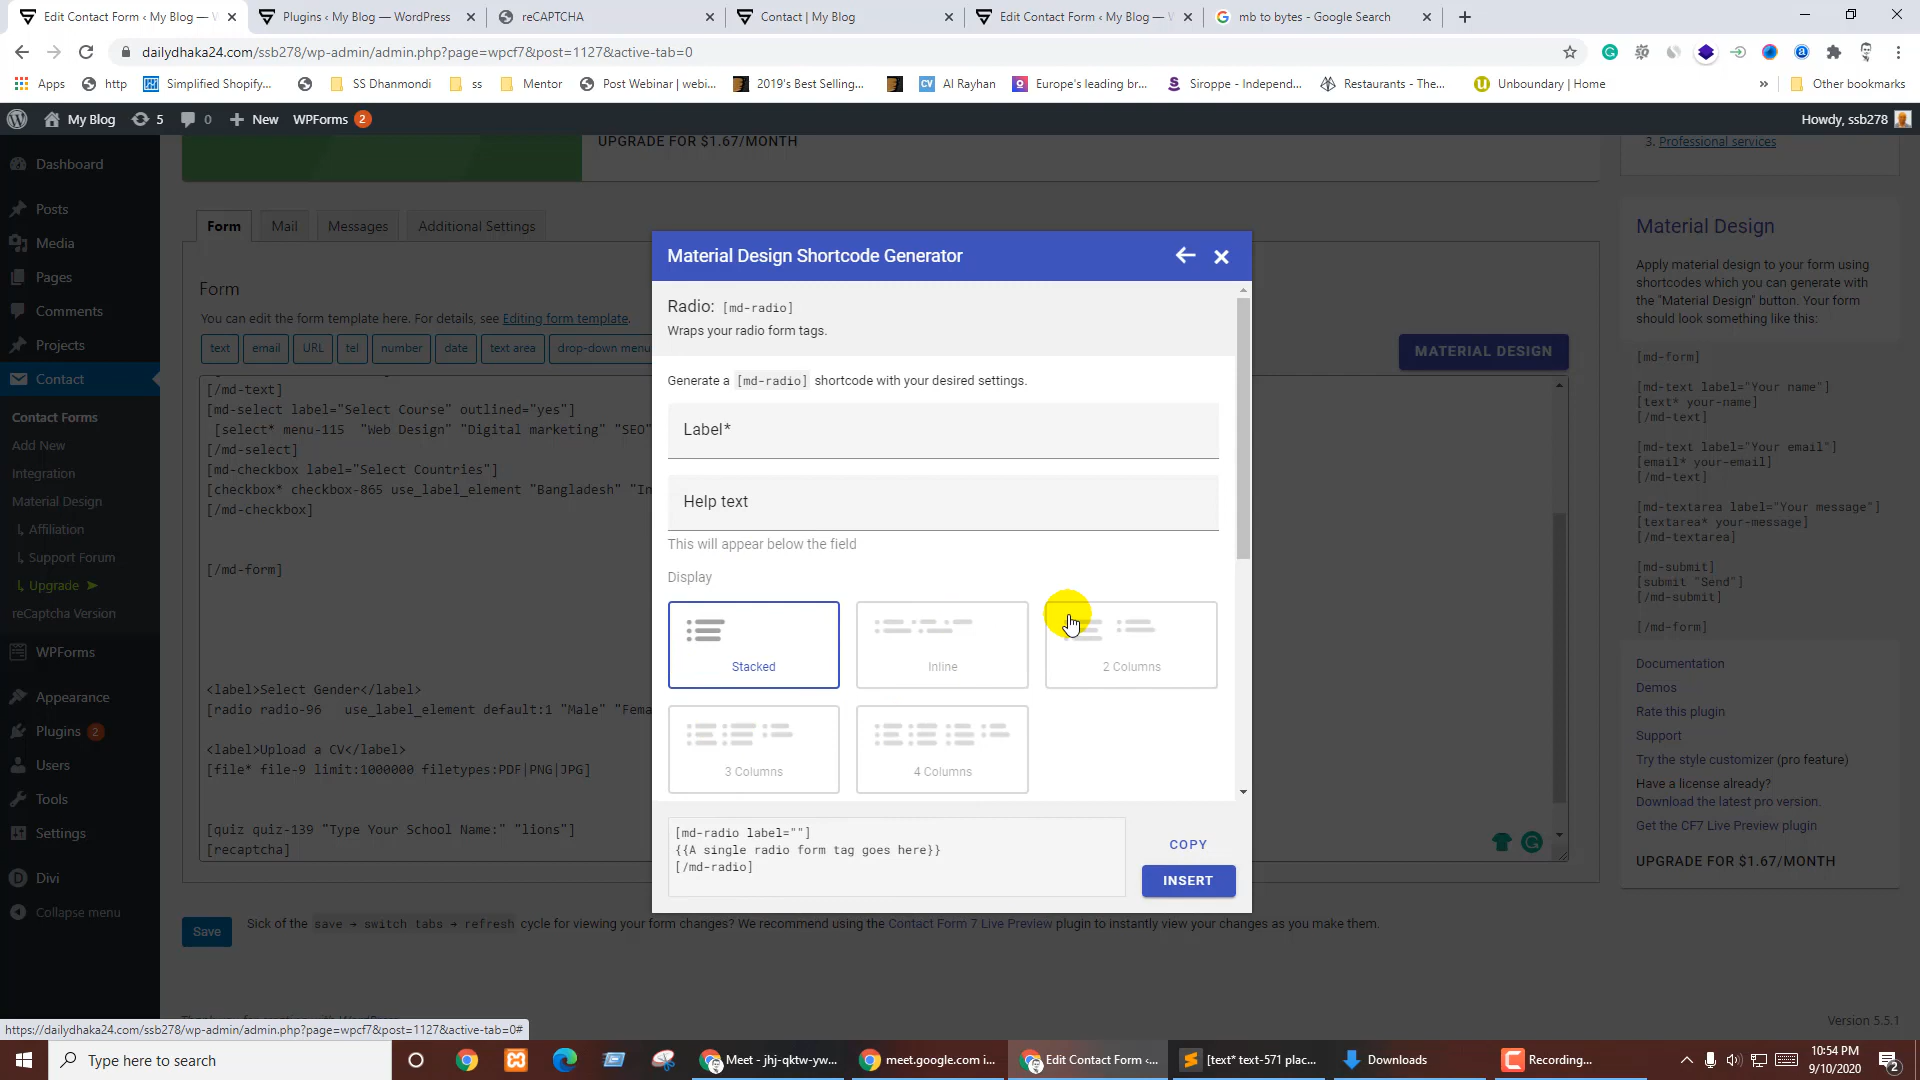 Edit Contact Form ‹ My Blog —
Plugins ‹ My Blog — WordPress
reCAPTCHA
Contact | My Blog
Edit Contact Form ‹ My Blog —
mb to bytes - Google Search
dailydhaka24.com/ssb278/wp-admin/admin.php?page=wpcf7&post=1127&active-tab=0
Apps
http
Simplified Shopify...
SS Dhanmondi
ss
Mentor
Post Webinar (webi...
2019's Best Selling...
Al Rayhan
Europe's leading br...
Siroppe - Independ...
Restaurants - The...
Unboundary | Home
Other bookmarks
My Blog
5
0
New
WPForms 2
Howdy, ssb278
UPGRADE FOR $1.67/MONTH
3. Professional services
Dashboard
Posts
Media
Pages
Comments
Projects
Contact
Contact Forms
Add New
Integration
Material Design
Affiliation
Support Forum
Upgrade
reCaptcha Version
WPForms
Appearance
Plugins 2
Users
Tools
Settings
Divi
Collapse menu
Form
Mail
Messages
Additional Settings
Form
You can edit the form template here. For details, see Editing form template.
text
email
URL
tel
number
date
text area
drop-down menu
MATERIAL DESIGN
[/md-text]
[md-select label="Select Course" outlined="yes"]
[select* menu-115 "Web Design" "Digital marketing" "SEO"
[/md-select]
[md-checkbox label="Select Countries"]
[checkbox* checkbox-865 use_label_element "Bangladesh" "In
[/md-checkbox]
[/md-form]
<label>Select Gender</label>
[radio radio-96 use_label_element default:1 "Male" "Fema
<label>Upload a CV</label>
[file* file-9 limit:1000000 filetypes:PDF|PNG|JPG]
[quiz quiz-139 "Type Your School Name:" "lions"]
[recaptcha]
Save
Sick of the save → switch tabs → refresh cycle for viewing your form changes? We recommend using the Contact Form 7 Live Preview plugin to instantly view your changes as you make them.
Material Design Shortcode Generator
Radio: [md-radio]
Wraps your radio form tags.
Generate a [md-radio] shortcode with your desired settings.
Label*
Help text
This will appear below the field
Display
Stacked
Inline
2 Columns
3 Columns
4 Columns
[md-radio label=""]
{{A single radio form tag goes here}}
[/md-radio]
COPY
INSERT
Material Design
Apply material design to your form using
shortcodes which you can generate with
the "Material Design" button. Your form
should look something like this:
[md-form]
[md-text label="Your name"]
[text* your-name]
[/md-text]
[md-text label="Your email"]
[email* your-email]
[/md-text]
[md-textarea label="Your message"]
[textarea* your-message]
[/md-textarea]
[md-submit]
[submit "Send"]
[/md-submit]
[/md-form]
Documentation
Demos
Rate this plugin
Support
Try the style customizer (pro feature)
Have a license already?
Download the latest pro version.
Get the CF7 Live Preview plugin
UPGRADE FOR $1.67/MONTH
Version 5.5.1
https://dailydhaka24.com/ssb278/wp-admin/admin.php?page=wpcf7&post=1127&active-tab=0#
Type here to search
Meet - jhj-qktw-yw...
meet.google.com i...
Edit Contact Form ‹...
[text* text-571 plac...
Downloads
Recording...
10:54 PM
9/10/2020
2